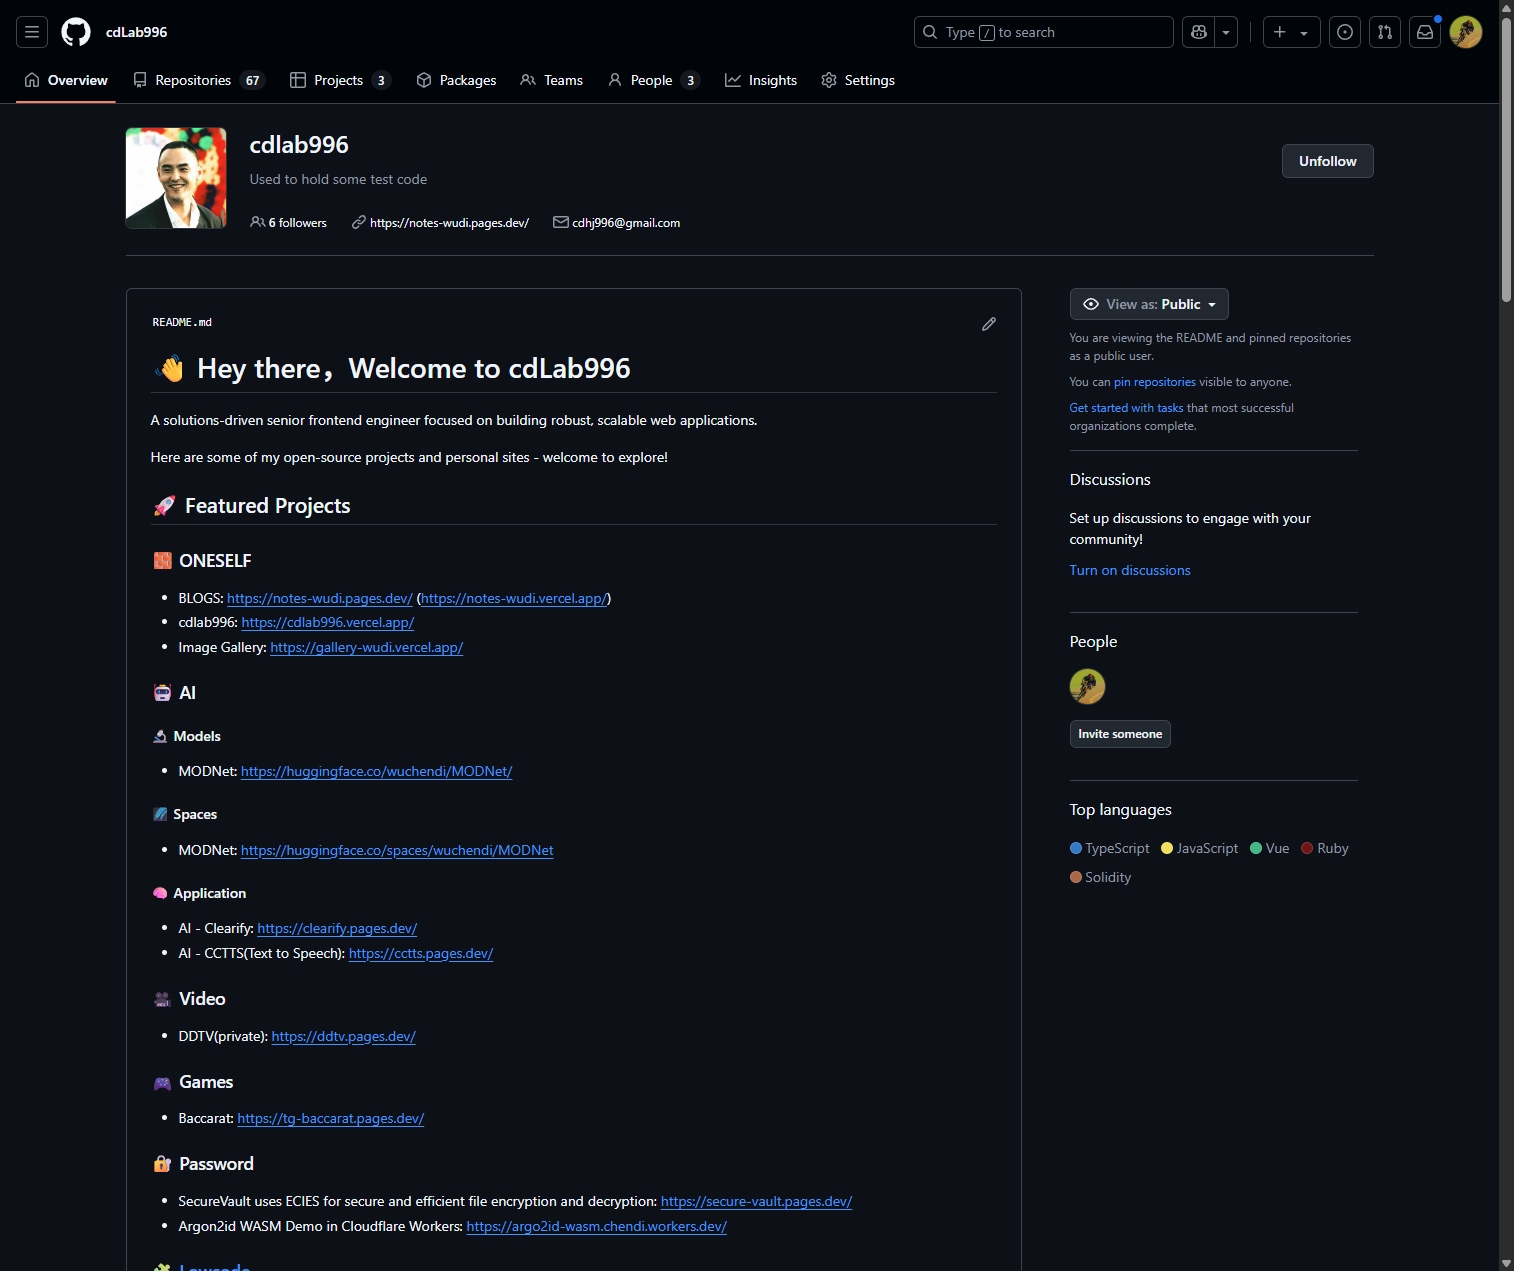 cdLab996
Type / to search
Overview
Repositories 67
Projects 3
Packages
Teams
People 3
Insights
Settings
cdlab996
Used to hold some test code
6 followers
https://notes-wudi.pages.dev/
cdhj996@gmail.com
Unfollow
README.md
👋 Hey there，Welcome to cdLab996
A solutions-driven senior frontend engineer focused on building robust, scalable web applications.
Here are some of my open-source projects and personal sites - welcome to explore!
🚀 Featured Projects
🧱 ONESELF
• BLOGS: https://notes-wudi.pages.dev/ (https://notes-wudi.vercel.app/)
• cdlab996: https://cdlab996.vercel.app/
• Image Gallery: https://gallery-wudi.vercel.app/
🤖 AI
🔬 Models
• MODNet: https://huggingface.co/wuchendi/MODNet/
🌌 Spaces
• MODNet: https://huggingface.co/spaces/wuchendi/MODNet
🧠 Application
• AI - Clearify: https://clearify.pages.dev/
• AI - CCTTS(Text to Speech): https://cctts.pages.dev/
🎥 Video
• DDTV(private): https://ddtv.pages.dev/
🎮 Games
• Baccarat: https://tg-baccarat.pages.dev/
🔐 Password
• SecureVault uses ECIES for secure and efficient file encryption and decryption: https://secure-vault.pages.dev/
• Argon2id WASM Demo in Cloudflare Workers: https://argo2id-wasm.chendi.workers.dev/
🧩 Lowcode
View as: Public
You are viewing the README and pinned repositories
as a public user.
You can pin repositories visible to anyone.
Get started with tasks that most successful
organizations complete.
Discussions
Set up discussions to engage with your
community!
Turn on discussions
People
Invite someone
Top languages
TypeScript JavaScript Vue Ruby
Solidity